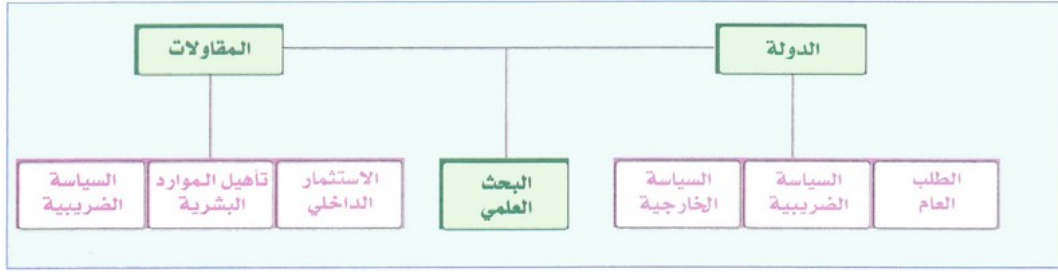 الدولة
المقاولات
الطلب
العام
السياسة
الضريبية
السياسة
الخارجية
البحث
العلمي
الاستثمار
الداخلي
تأهيل الموارد
البشرية
السياسة
الضريبية